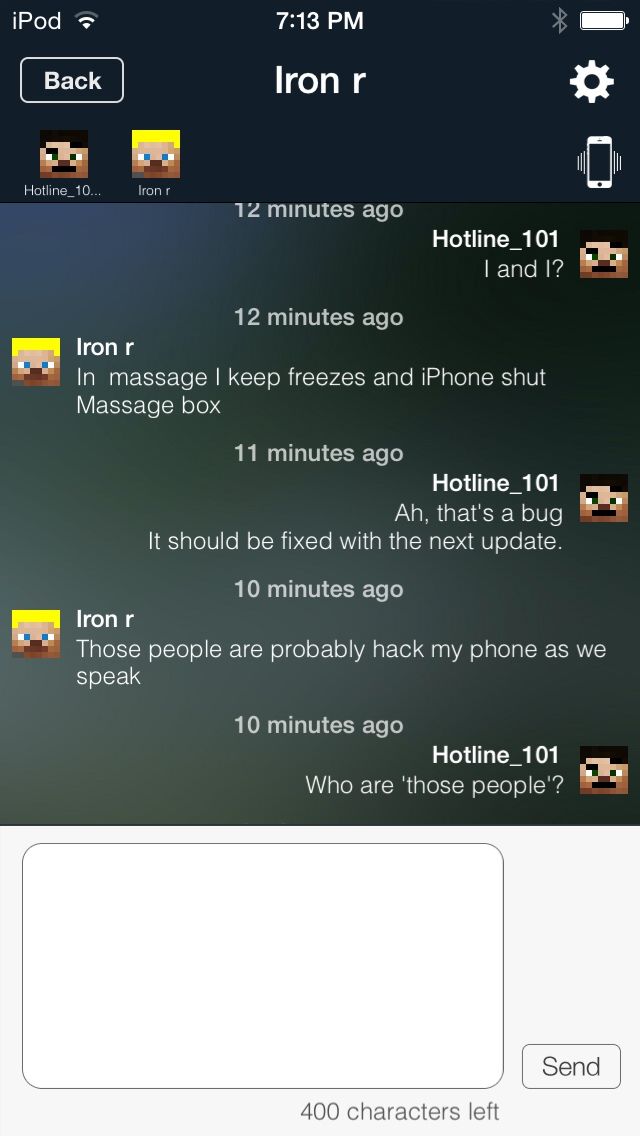 iPod 7:13 PM
Back Iron r
Hotline_10... Iron r
12 minutes ago
Hotline_101
I and I?
12 minutes ago
Iron r
In  massage I keep freezes and iPhone shut
Massage box
11 minutes ago
Hotline_101
Ah, that's a bug
It should be fixed with the next update.
10 minutes ago
Iron r
Those people are probably hack my phone as we
speak
10 minutes ago
Hotline_101
Who are 'those people'?
Send
400 characters left